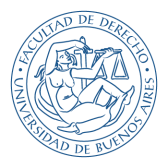 FACULTAD DE DERECHO
UNIVERSIDAD DE BUENOS AIRES